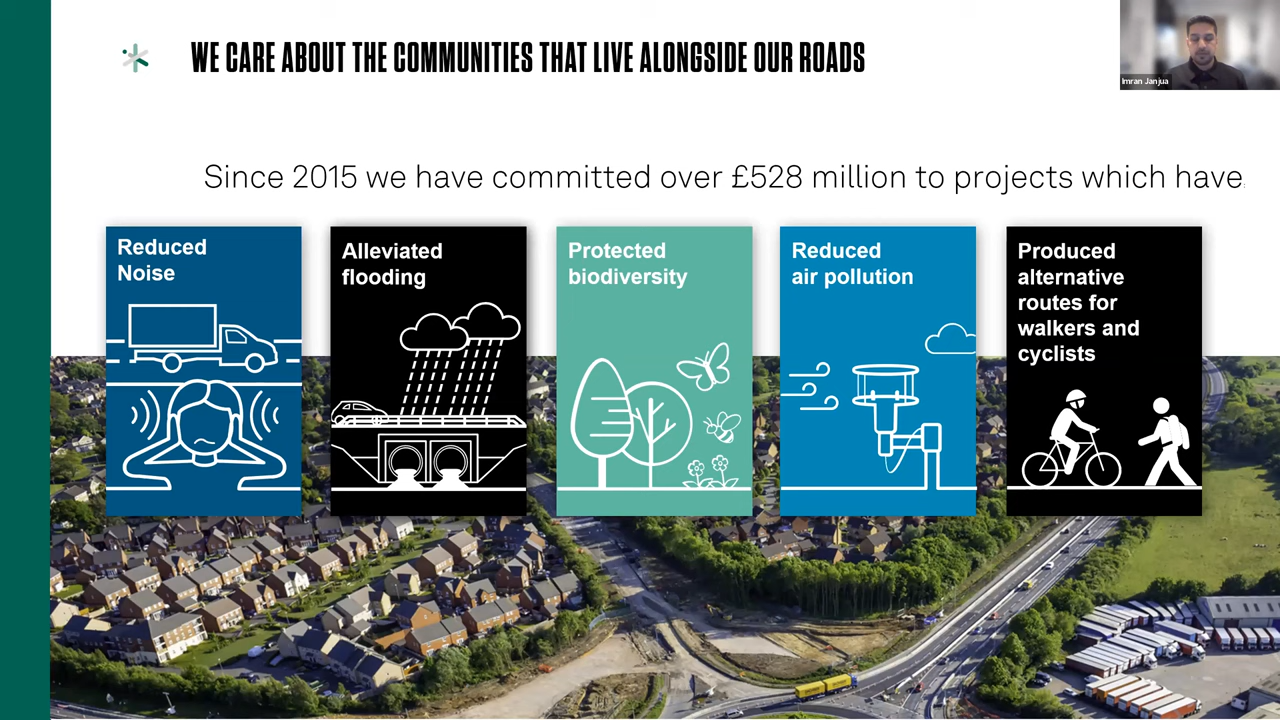 WE CARE ABOUT THE COMMUNITIES THAT LIVE ALONGSIDE OUR ROADS
Imran Janjua
Since 2015 we have committed over £528 million to projects which have
Reduced
Noise
Alleviated
flooding
Protected
biodiversity
Reduced
air pollution
Produced
alternative
routes for
walkers and
cyclists